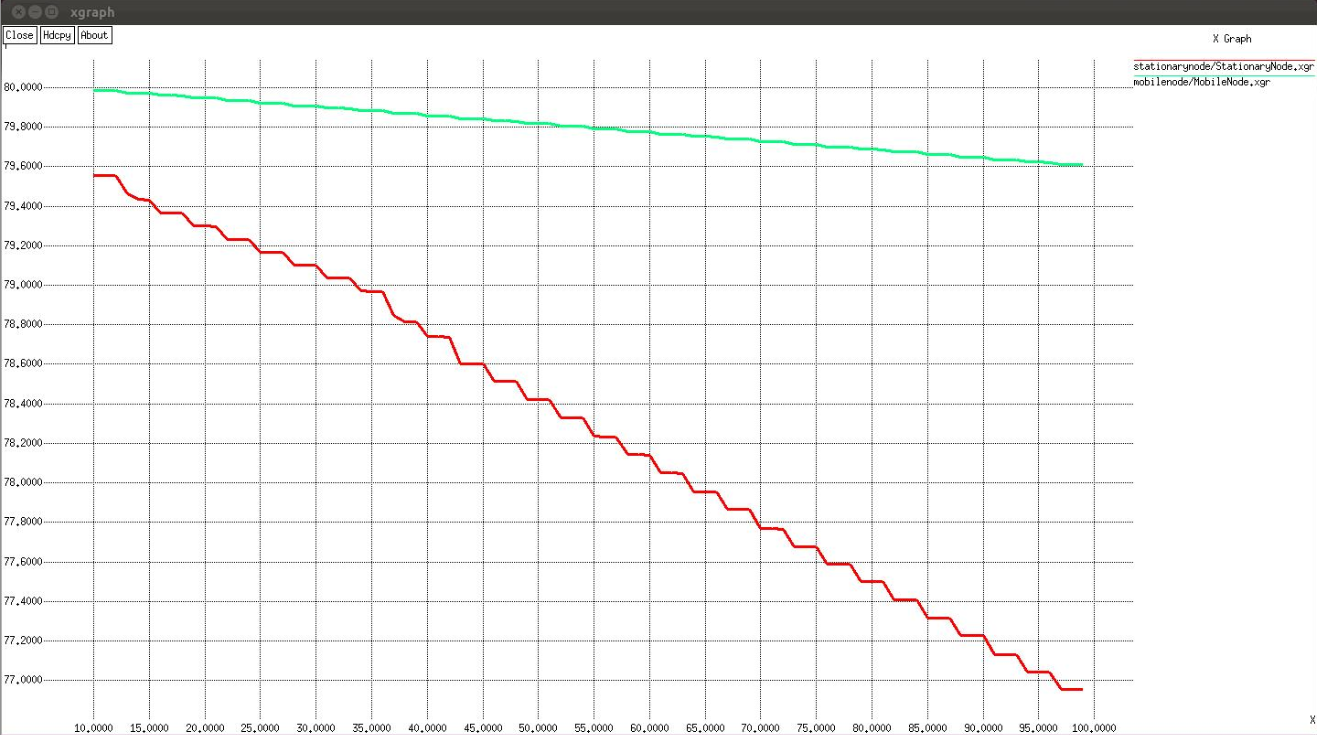 xgraph
Close Hdcpy About
Y
X Graph
stationarynode/StationaryNode.xgr
mobilenode/MobileNode.xgr
80.0000
79.8000
79.6000
79.4000
79.2000
79.0000
78.8000
78.6000
78.4000
78.2000
78.0000
77.8000
77.6000
77.4000
77.2000
77.0000
X
10.0000 15.0000 20.0000 25.0000 30.0000 35.0000 40.0000 45.0000 50.0000 55.0000 60.0000 65.0000 70.0000 75.0000 80.0000 85.0000 90.0000 95.0000 100.0000